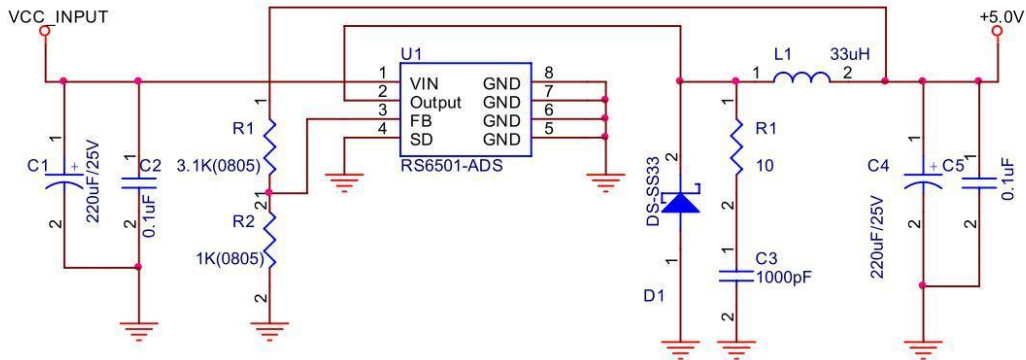 VCC_INPUT
+5.0V
U1
L1
33uH
1
VIN
GND
8
2
Output
GND
7
3
FB
GND
6
4
SD
GND
5
RS6501-ADS
1
2
1
R1
3.1K(0805)
2
1
R2
1K(0805)
2
1
C1
+
220uF/25V
2
1
C2
0.1uF
2
2
DS-SS33
1
D1
1
R1
10
2
1
C3
1000pF
2
1
C4
+
220uF/25V
2
1
C5
0.1uF
2